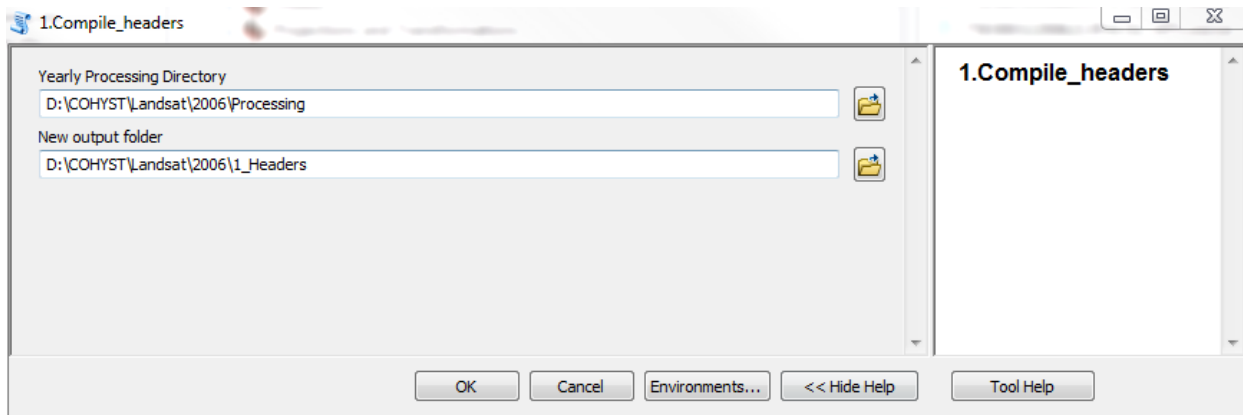 1.Compile_headers
Yearly Processing Directory
D:\COHYST\Landsat\2006\Processing
New output folder
D:\COHYST\Landsat\2006\1_Headers
1.Compile_headers
OK
Cancel
Environments...
<< Hide Help
Tool Help